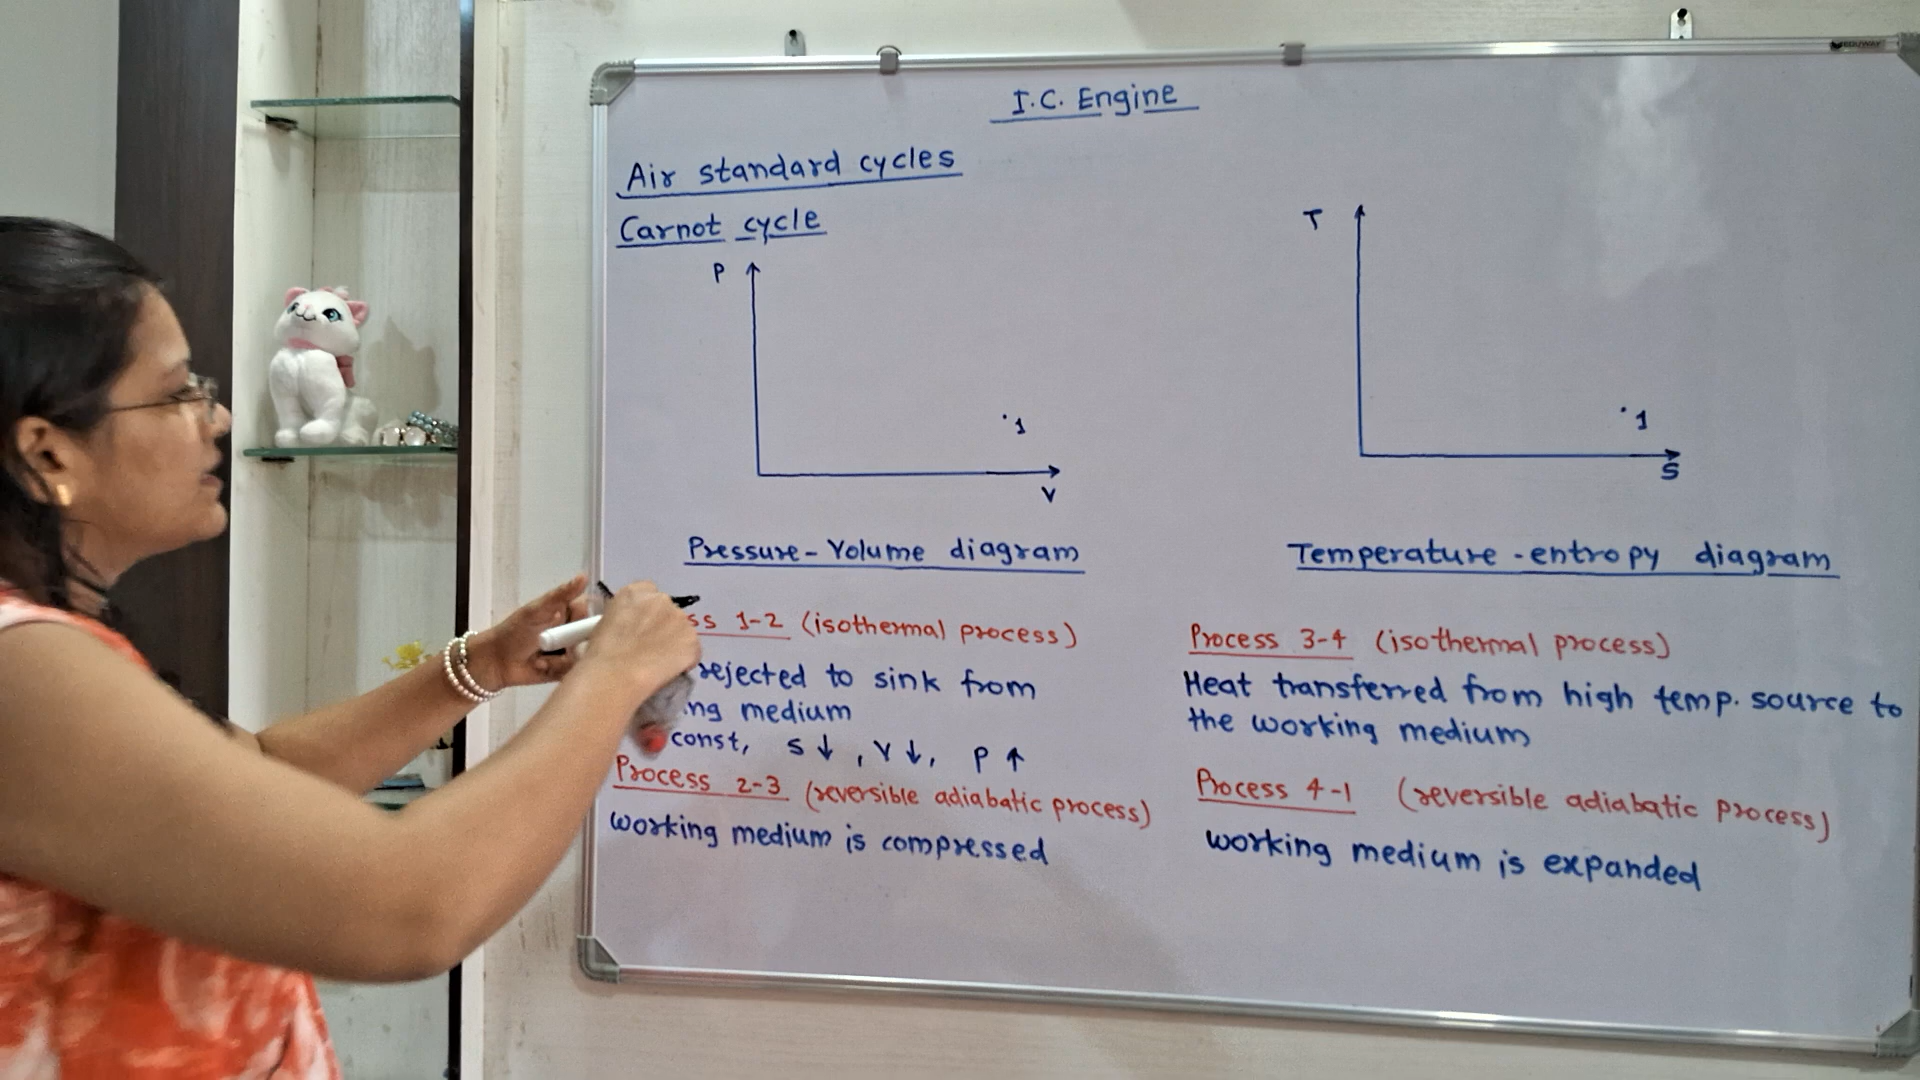 EDUWAY
I.C. Engine
Air standard cycles
Carnot cycle
P
1
V
Pressure-Volume diagram
T
1
S
Temperature-entropy diagram
1-2 (isothermal process)
rejected to sink from
medium
const, S↓, V↓, P↑
Process 2-3 (reversible adiabatic process)
working medium is compressed
Process 3-4 (isothermal process)
Heat transferred from high temp. source to
the working medium
Process 4-1 (reversible adiabatic process)
working medium is expanded